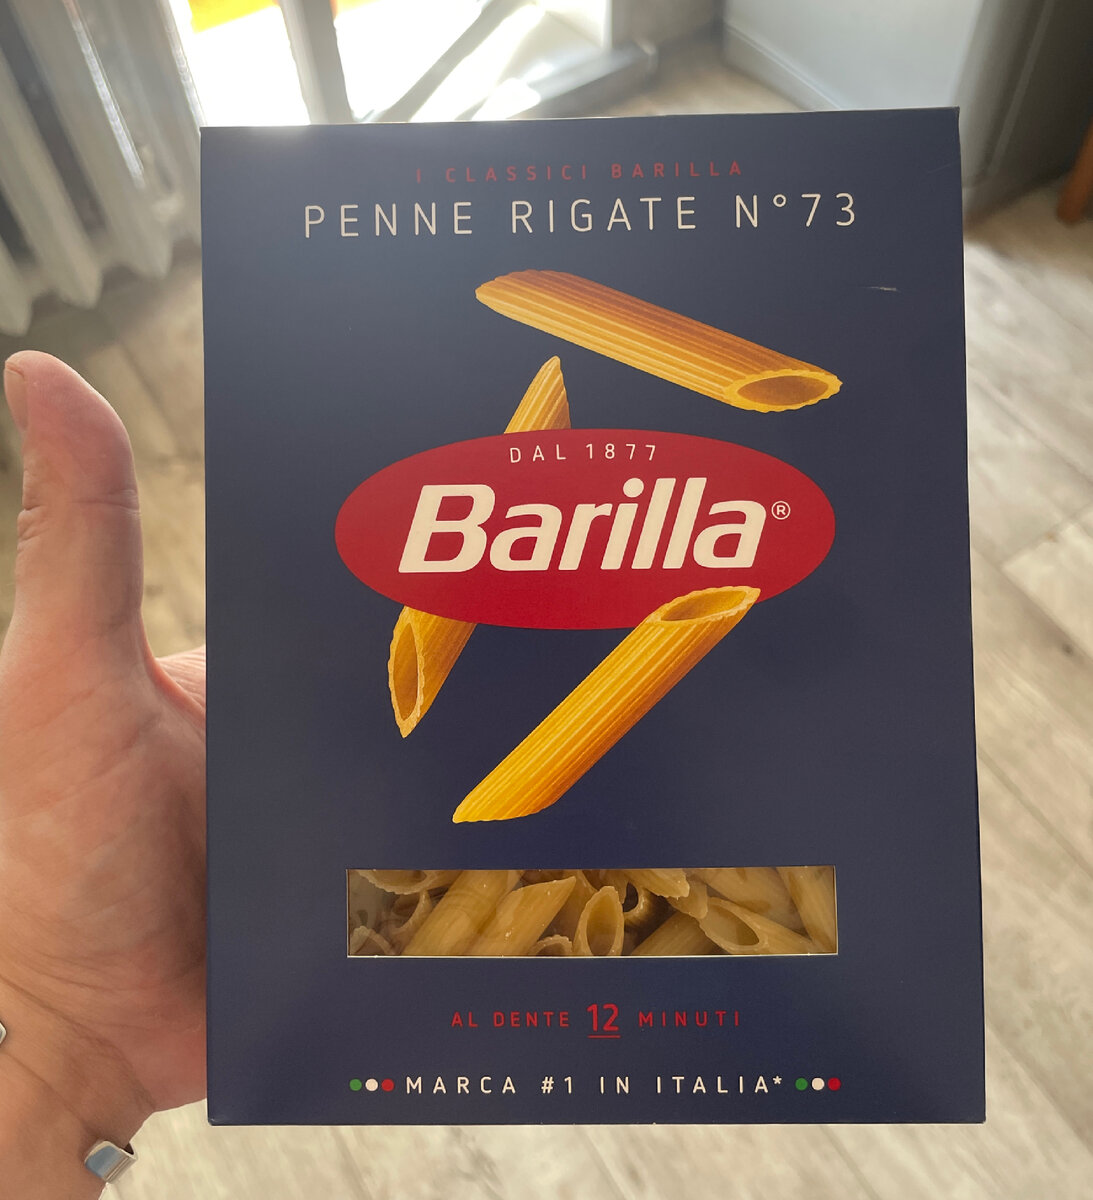 I CLASSICI BARILLA
PENNE RIGATE N°73
DAL 1877
Barilla®
AL DENTE 12 MINUTI
MARCA #1 IN ITALIA*